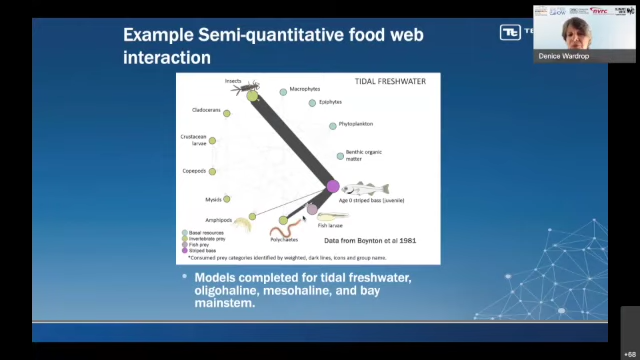 Example Semi-quantitative food web
interaction
Tt
TE
Denice Wardrop
TIDAL FRESHWATER
Insects
Macrophytes
Epiphytes
Cladocerans
Phytoplankton
Crustacean
larvae
Benthic organic
matter
Copepods
Age 0 striped bass (juvenile)
Mysids
Amphipods
Fish larvae
Polychaetes
Basal resources
Invertebrate prey
Fish prey
Striped bass
Data from Boynton et al 1981
*Consumed prey categories identified by weighted, dark lines, icons and group name.
• Models completed for tidal freshwater,
oligohaline, mesohaline, and bay
mainstem.
+68